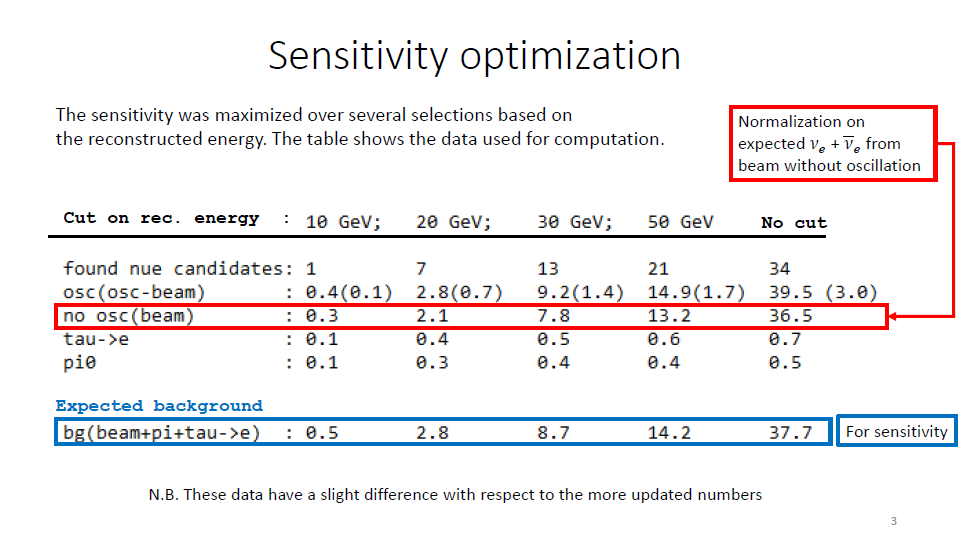 Sensitivity optimization
The sensitivity was maximized over several selections based on
the reconstructed energy. The table shows the data used for computation.
Normalization on
expected νₑ + ν̅ₑ from
beam without oscillation
Cut on rec. energy : 10 GeV; 20 GeV; 30 GeV; 50 GeV No cut
found nue candidates: 1 7 13 21 34
osc(osc-beam) : 0.4(0.1) 2.8(0.7) 9.2(1.4) 14.9(1.7) 39.5 (3.0)
no osc(beam) : 0.3 2.1 7.8 13.2 36.5
tau->e : 0.1 0.4 0.5 0.6 0.7
pi0 : 0.1 0.3 0.4 0.4 0.5
Expected background
bg(beam+pi+tau->e) : 0.5 2.8 8.7 14.2 37.7
For sensitivity
N.B. These data have a slight difference with respect to the more updated numbers
3